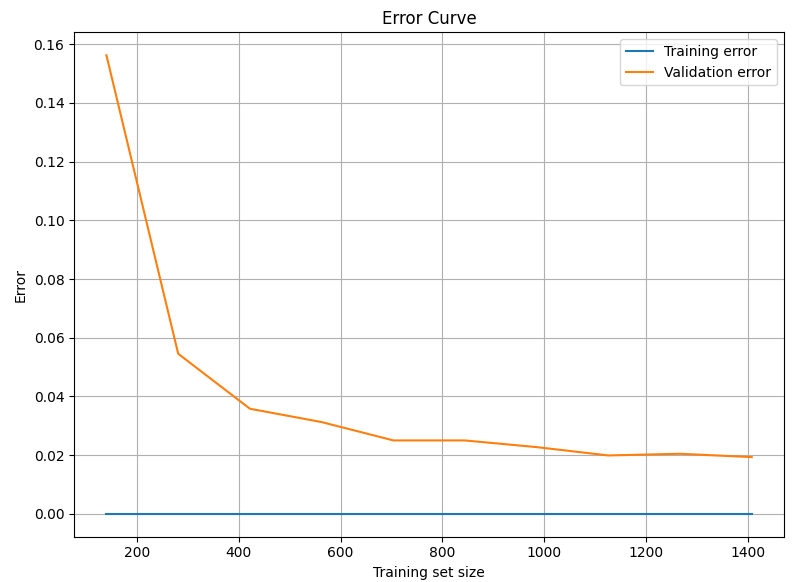 Error Curve
Training error
Validation error
0.16
0.14
0.12
0.10
0.08
0.06
0.04
0.02
0.00
Error
200 400 600 800 1000 1200 1400
Training set size